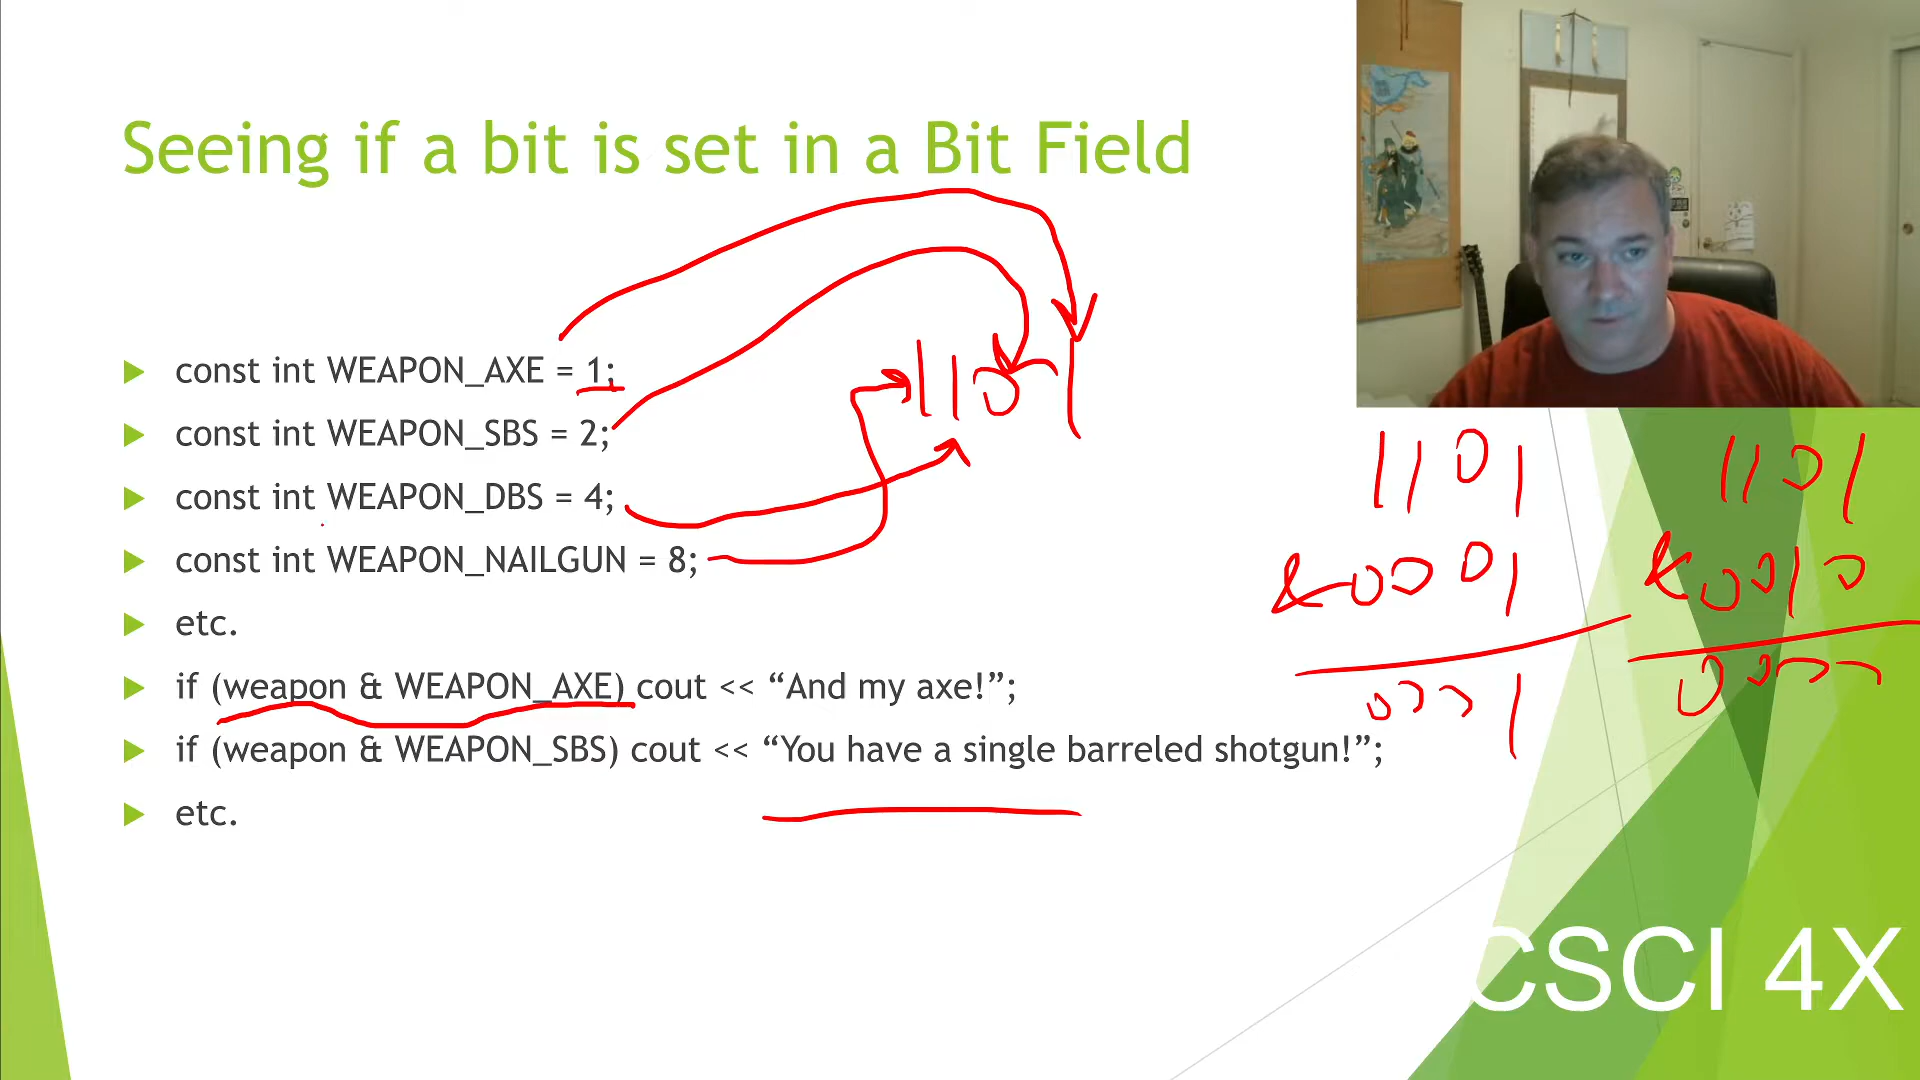 Seeing if a bit is set in a Bit Field
const int WEAPON_AXE = 1;
const int WEAPON_SBS = 2;
const int WEAPON_DBS = 4;
const int WEAPON_NAILGUN = 8;
etc.
if (weapon & WEAPON_AXE) cout << “And my axe!”;
if (weapon & WEAPON_SBS) cout << “You have a single barreled shotgun!”;
etc.
1101
1101
&0001
0001
1101
&0010
0000
CSCI 4X